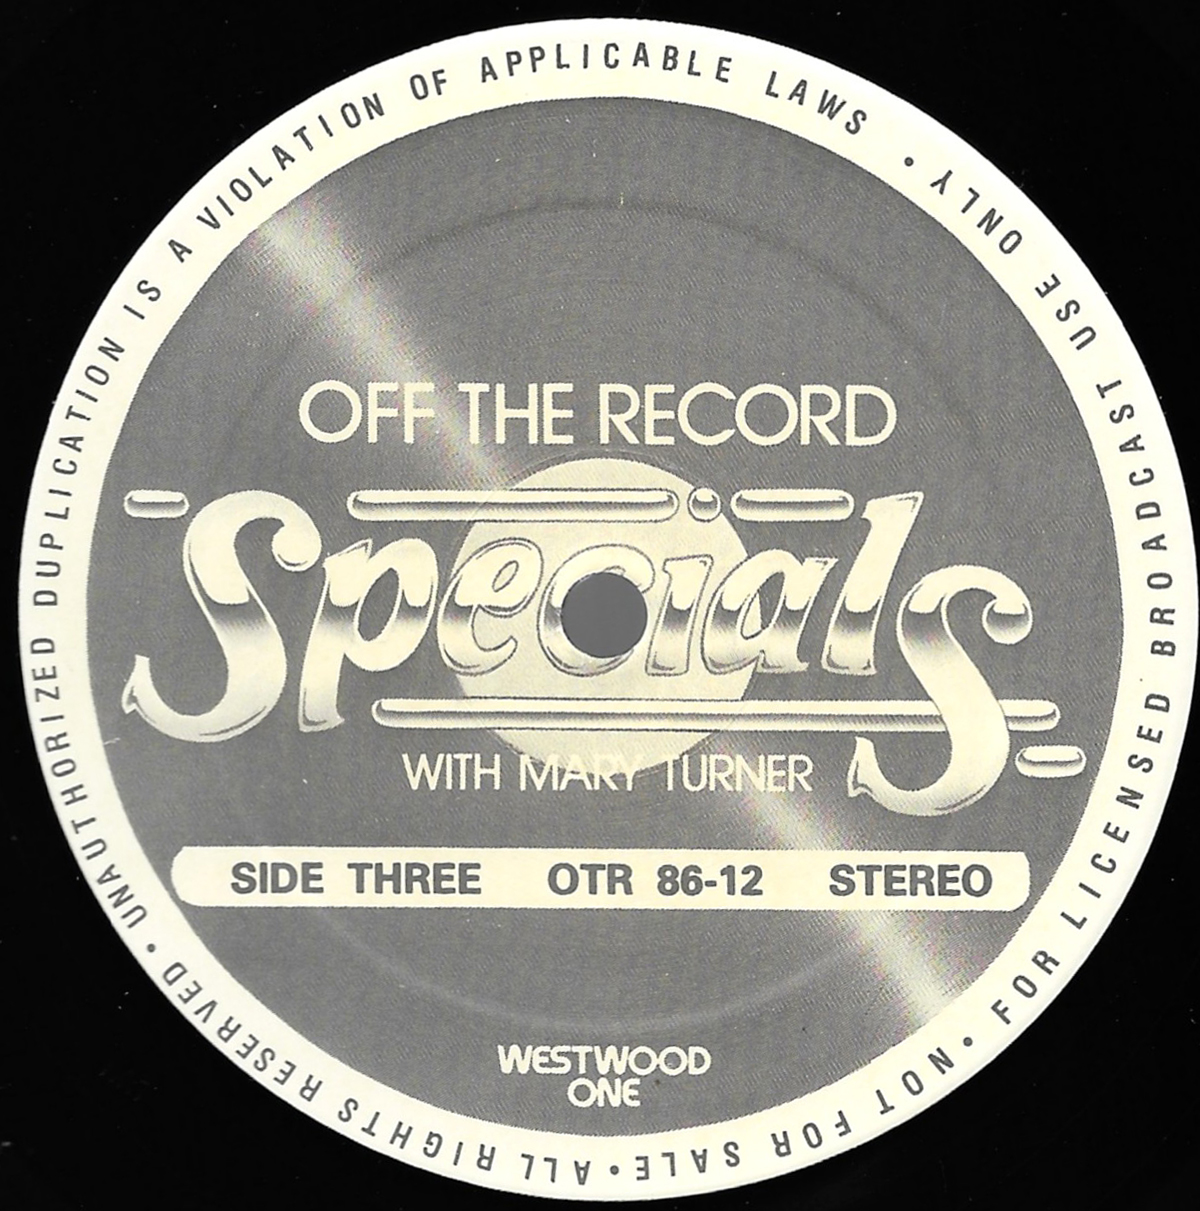 OFF THE RECORD
Specials
WITH MARY TURNER
SIDE THREE OTR 86-12 STEREO
WESTWOOD
ONE
UNAUTHORIZED DUPLICATION IS A VIOLATION OF APPLICABLE LAWS • FOR LICENSED BROADCAST USE ONLY • NOT FOR SALE • ALL RIGHTS RESERVED •